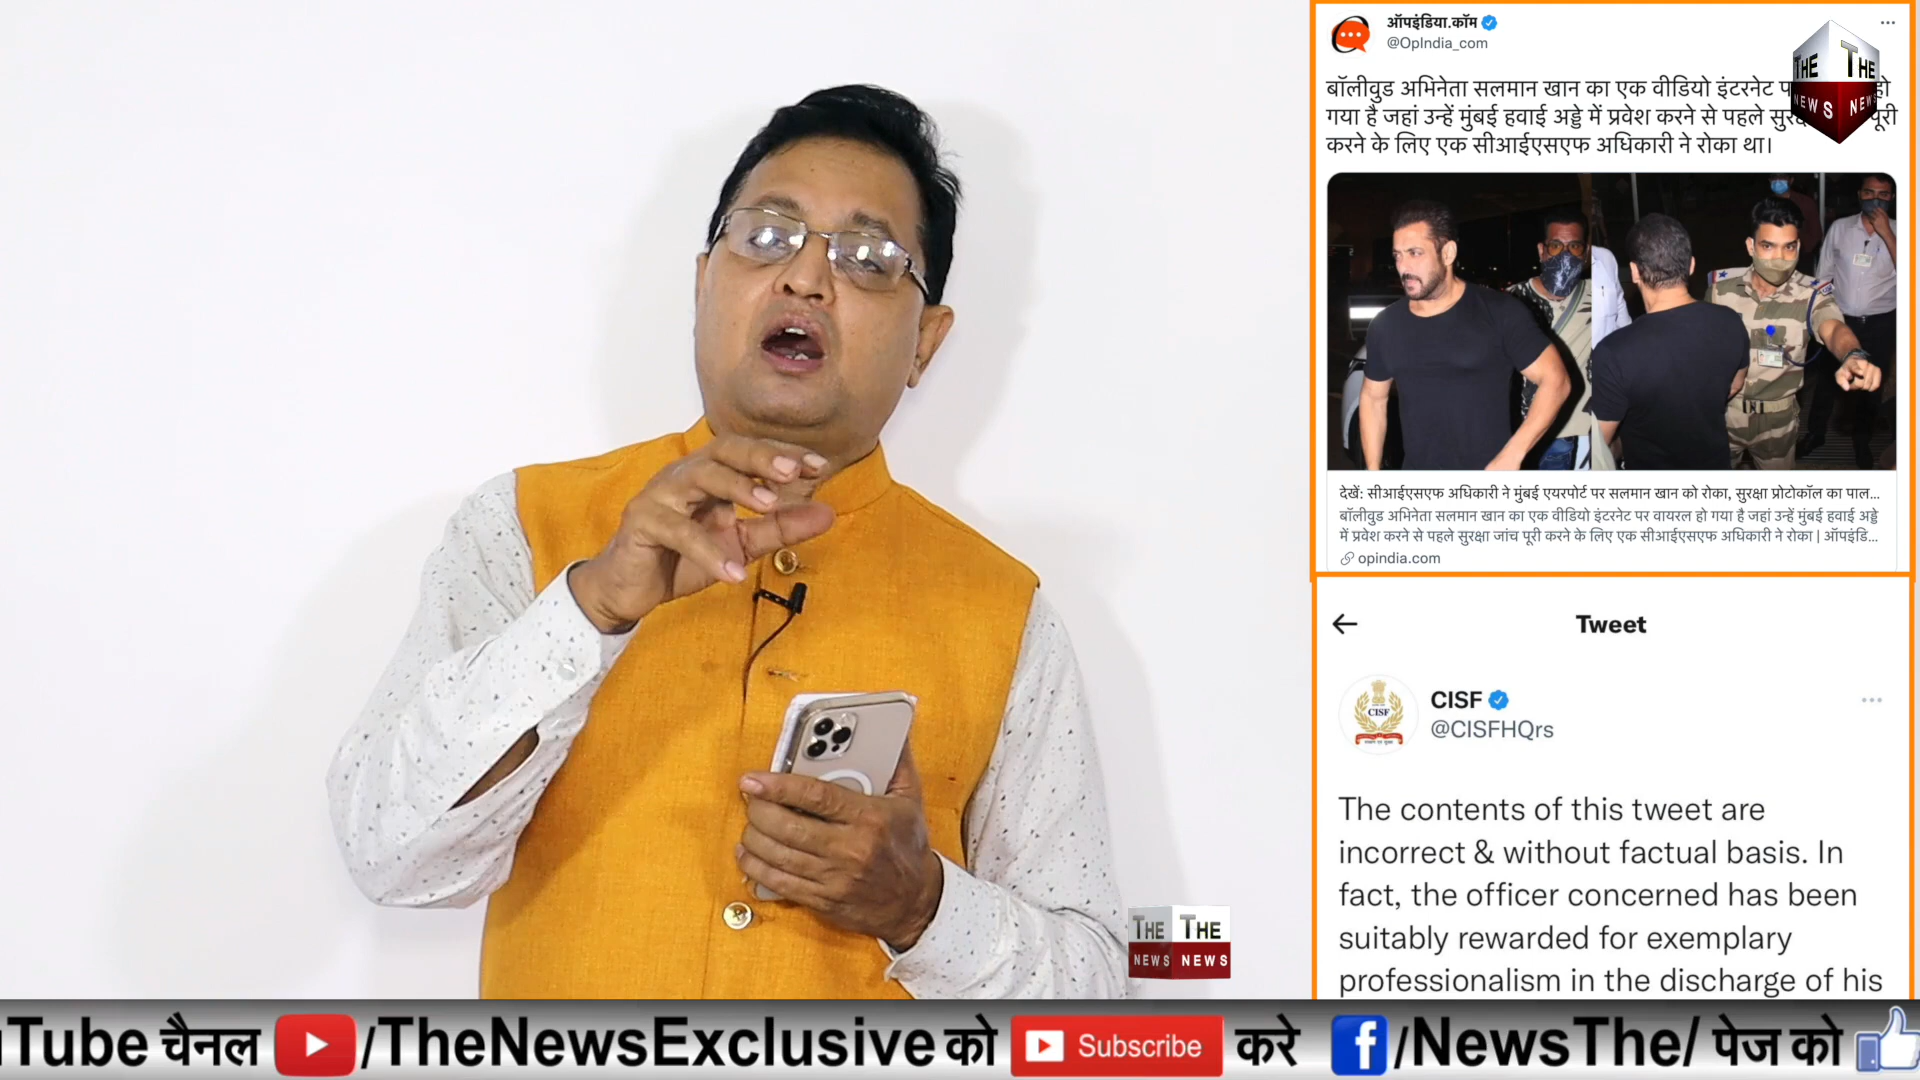 ऑपइंडिया.कॉम
@OpIndia_com
बॉलीवुड अभिनेता सलमान खान का एक वीडियो इंटरनेट
गया है जहां उन्हें मुंबई हवाई अड्डे में प्रवेश करने से पहले
करने के लिए एक सीआईएसएफ अधिकारी ने रोका था।
THE THE
NEWS NEWS
देखें: सीआईएसएफ अधिकारी ने मुंबई एयरपोर्ट पर सलमान खान को रोका, सुरक्षा प्रोटोकॉल का पाल...
बॉलीवुड अभिनेता सलमान खान का एक वीडियो इंटरनेट पर वायरल हो गया है जहां उन्हें मुंबई हवाई अड्डे
में प्रवेश करने से पहले सुरक्षा जांच पूरी करने के लिए एक सीआईएसएफ अधिकारी ने रोका | ऑपइंडि...
opindia.com
Tweet
CISF
CISF
@CISFHQrs
The contents of this tweet are
incorrect & without factual basis. In
fact, the officer concerned has been
suitably rewarded for exemplary
professionalism in the discharge of his
THE THE
NEWS NEWS
Tube चैनल /TheNewsExclusive को Subscribe करे f/NewsThe/ पेज को